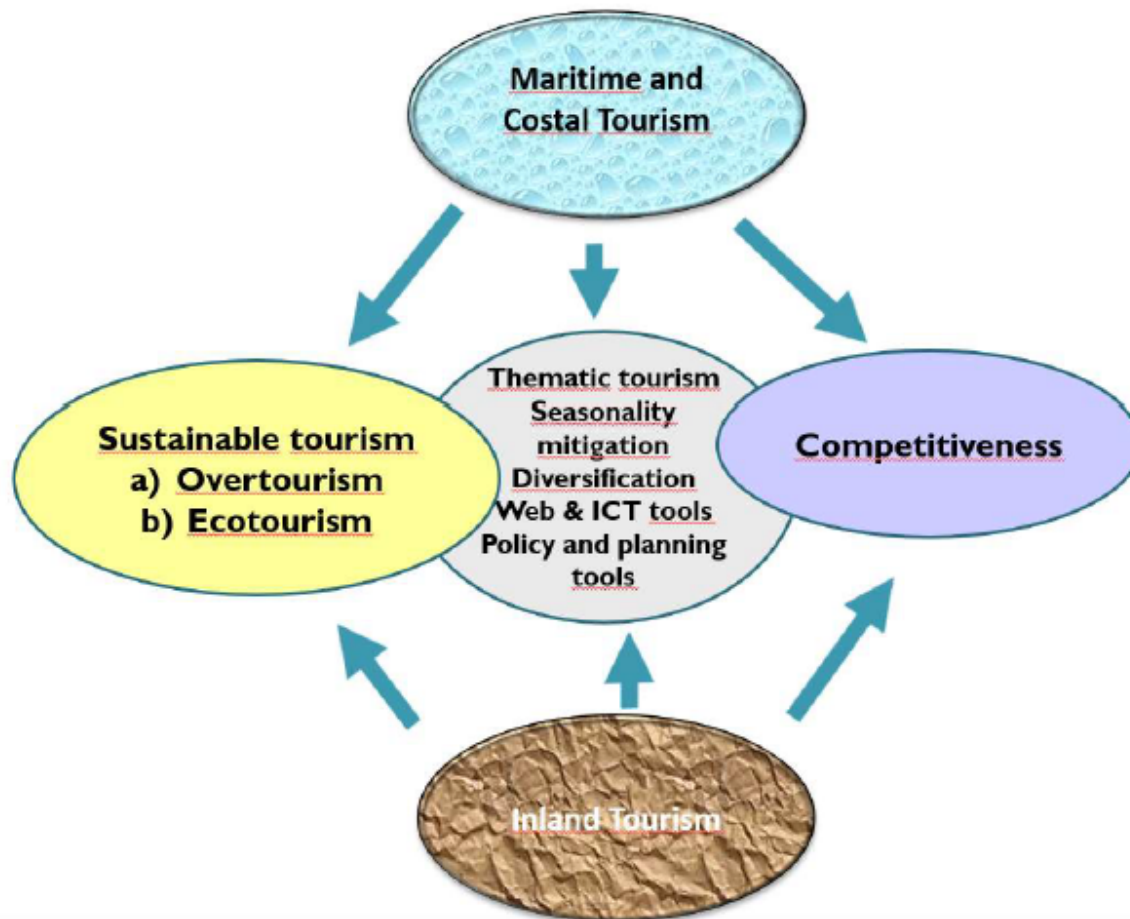 Maritime and
Costal Tourism
Thematic tourism
Seasonality
mitigation
Diversification
Web & ICT tools
Policy and planning
tools
Sustainable tourism
a) Overtourism
b) Ecotourism
Competitiveness
Inland Tourism